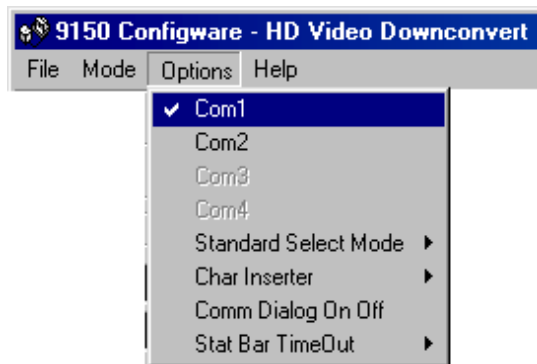 9150 Configware - HD Video Downconvert
File Mode Options Help
Com1
Com2
Com3
Com4
Standard Select Mode
Char Inserter
Comm Dialog On Off
Stat Bar TimeOut